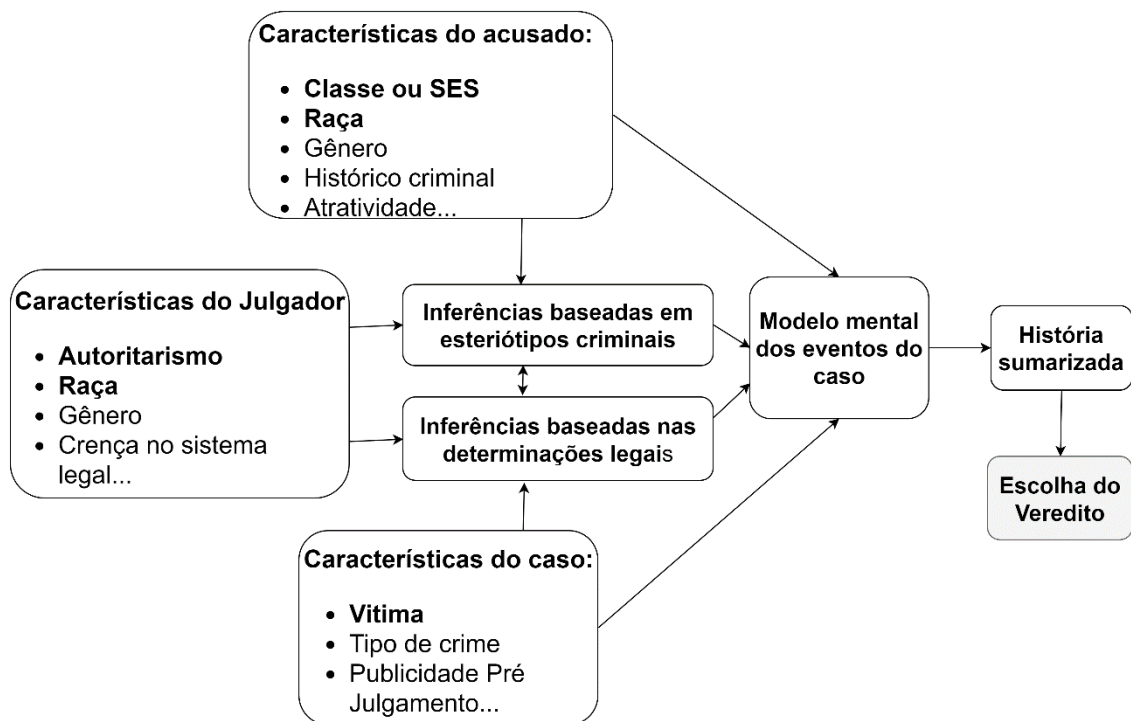 Características do acusado:
• Classe ou SES
• Raça
• Gênero
• Histórico criminal
• Atratividade...
Características do Julgador
• Autoritarismo
• Raça
• Gênero
• Crença no sistema
legal...
Inferências baseadas em
esteriótipos criminais
Inferências baseadas nas
determinações legais
Características do caso:
• Vitima
• Tipo de crime
• Publicidade Pré
Julgamento...
Modelo mental
dos eventos do
caso
História
sumarizada
Escolha do
Veredito